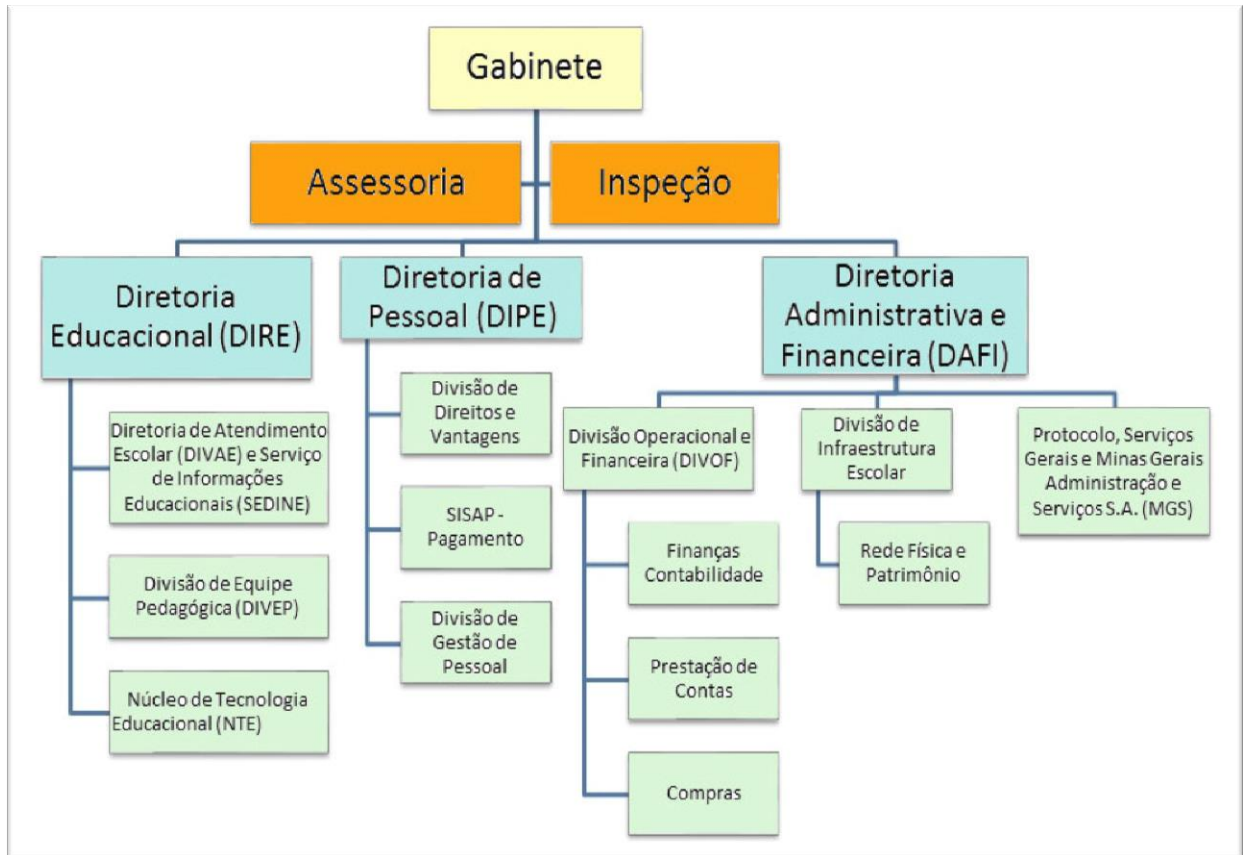 Gabinete
Assessoria
Inspeção
Diretoria
Educacional (DIRE)
Diretoria de
Pessoal (DIPE)
Diretoria
Administrativa e
Financeira (DAFI)
Diretoria de Atendimento
Escolar (DIVAE) e Serviço
de Informações
Educacionais (SEDINE)
Divisão de Equipe
Pedagógica (DIVEP)
Núcleo de Tecnologia
Educacional (NTE)
Divisão de
Direitos e
Vantagens
SISAP -
Pagamento
Divisão de
Gestão de
Pessoal
Divisão Operacional e
Financeira (DIVOF)
Finanças
Contabilidade
Prestação de
Contas
Compras
Divisão de
Infraestrutura
Escolar
Rede Física e
Patrimônio
Protocolo, Serviços
Gerais e Minas Gerais
Administração e
Serviços S.A. (MGS)